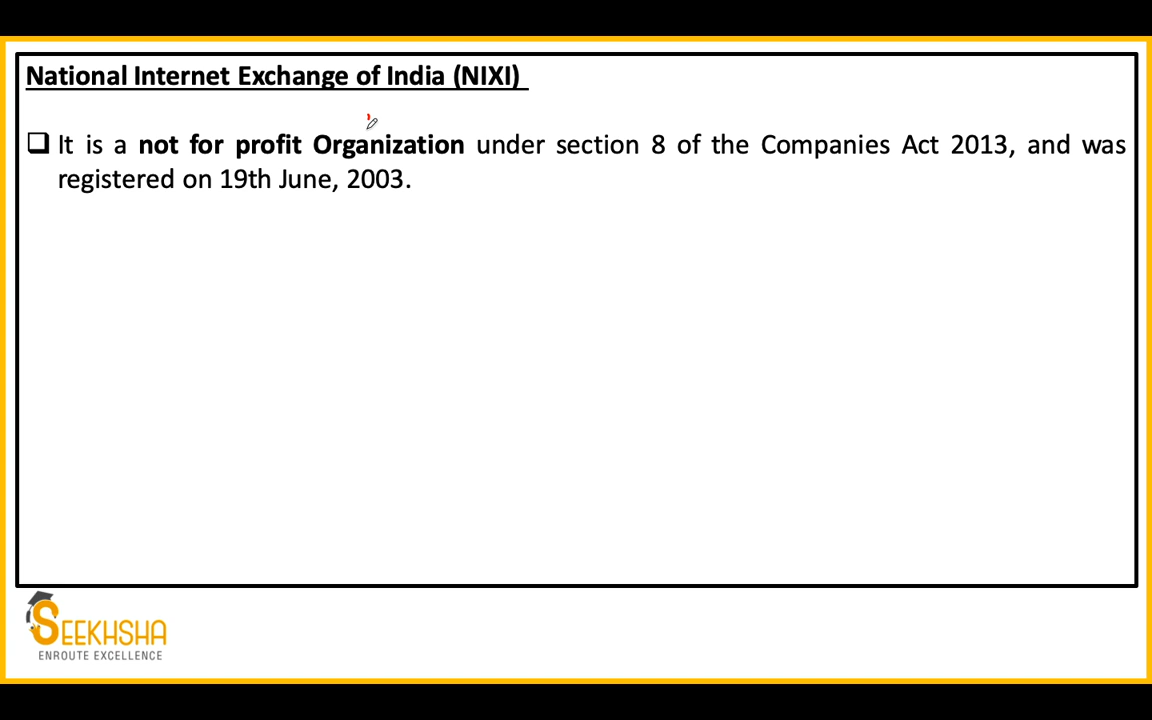 National Internet Exchange of India (NIXI)
It is a not for profit Organization under section 8 of the Companies Act 2013, and was
registered on 19th June, 2003.
SEEKHSHA
ENROUTE EXCELLENCE